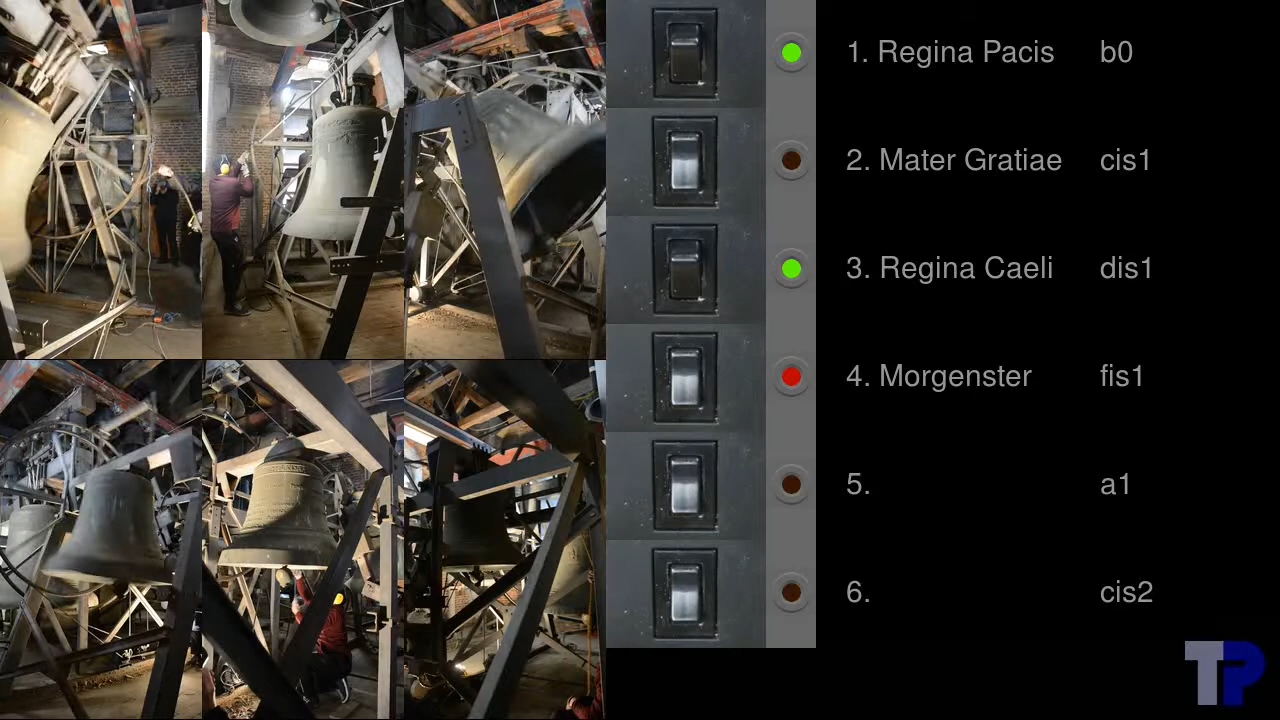 1. Regina Pacis b0
2. Mater Gratiae cis1
3. Regina Caeli dis1
4. Morgenster fis1
5. a1
6. cis2
TP